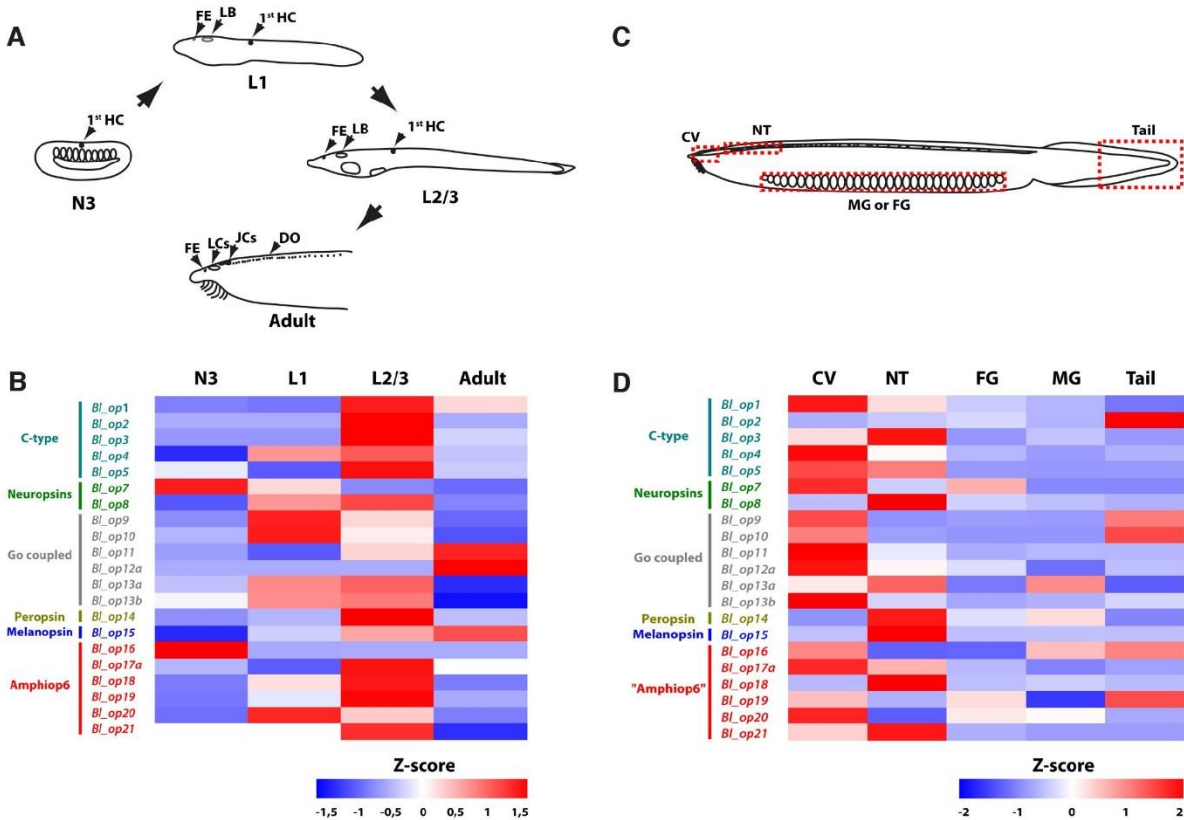 A
FE LB 1st HC
L1
1st HC
N3
FE LB 1st HC
L2/3
FE LCs JCs DO
Adult
B
N3 L1 L2/3 Adult
C-type
Bl_op1
Bl_op2
Bl_op3
Bl_op4
Bl_op5
Neuropsins
Bl_op7
Bl_op8
Go coupled
Bl_op9
Bl_op10
Bl_op11
Bl_op12a
Bl_op13a
Bl_op13b
Peropsin
Bl_op14
Melanopsin
Bl_op15
Amphiop6
Bl_op16
Bl_op17a
Bl_op18
Bl_op19
Bl_op20
Bl_op21
Z-score
-1,5 -1 -0,5 0 0,5 1 1,5
C
CV NT Tail
MG or FG
D
CV NT FG MG Tail
C-type
Bl_op1
Bl_op2
Bl_op3
Bl_op4
Bl_op5
Neuropsins
Bl_op7
Bl_op8
Go coupled
Bl_op9
Bl_op10
Bl_op11
Bl_op12a
Bl_op13a
Bl_op13b
Peropsin
Bl_op14
Melanopsin
Bl_op15
"Amphiop6"
Bl_op16
Bl_op17a
Bl_op18
Bl_op19
Bl_op20
Bl_op21
Z-score
-2 -1 0 1 2